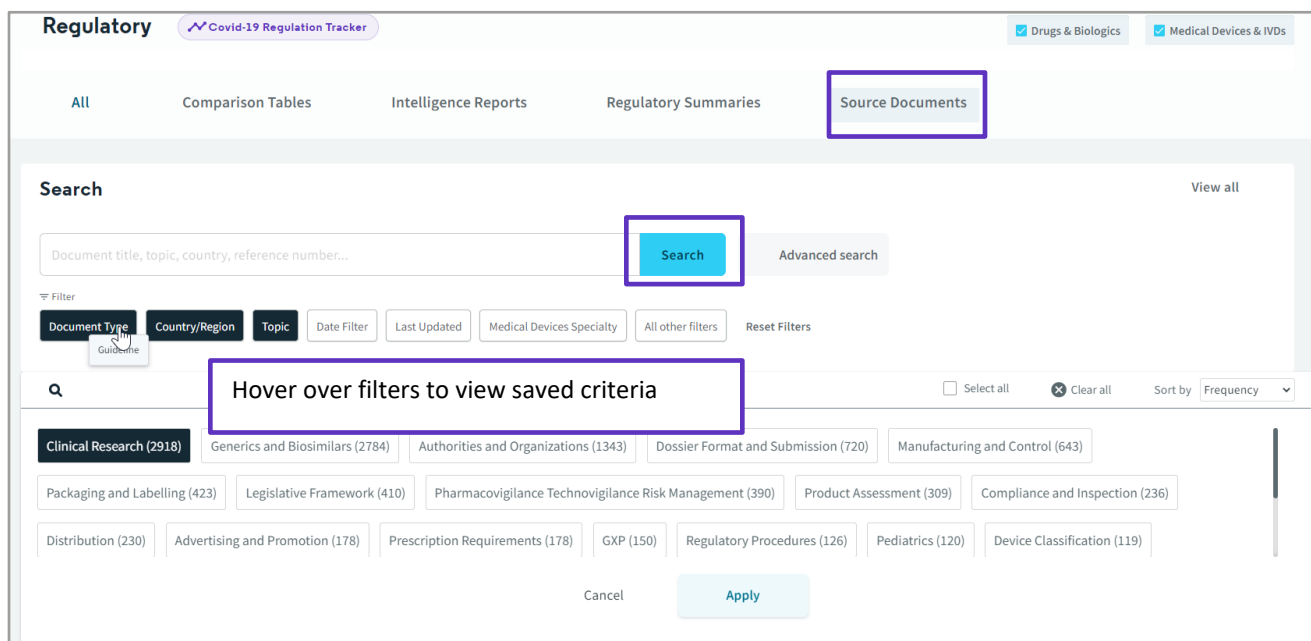 Regulatory
Covid-19 Regulation Tracker
Drugs & Biologics
Medical Devices & IVDs
All
Comparison Tables
Intelligence Reports
Regulatory Summaries
Source Documents
Search
View all
Document title, topic, country, reference number...
Search
Advanced search
Filter
Document Type
Country/Region
Topic
Date Filter
Last Updated
Medical Devices Specialty
All other filters
Reset Filters
Guideline
Hover over filters to view saved criteria
Select all
Clear all
Sort by
Frequency
Clinical Research (2918)
Generics and Biosimilars (2784)
Authorities and Organizations (1343)
Dossier Format and Submission (720)
Manufacturing and Control (643)
Packaging and Labelling (423)
Legislative Framework (410)
Pharmacovigilance Technovigilance Risk Management (390)
Product Assessment (309)
Compliance and Inspection (236)
Distribution (230)
Advertising and Promotion (178)
Prescription Requirements (178)
GXP (150)
Regulatory Procedures (126)
Pediatrics (120)
Device Classification (119)
Cancel
Apply